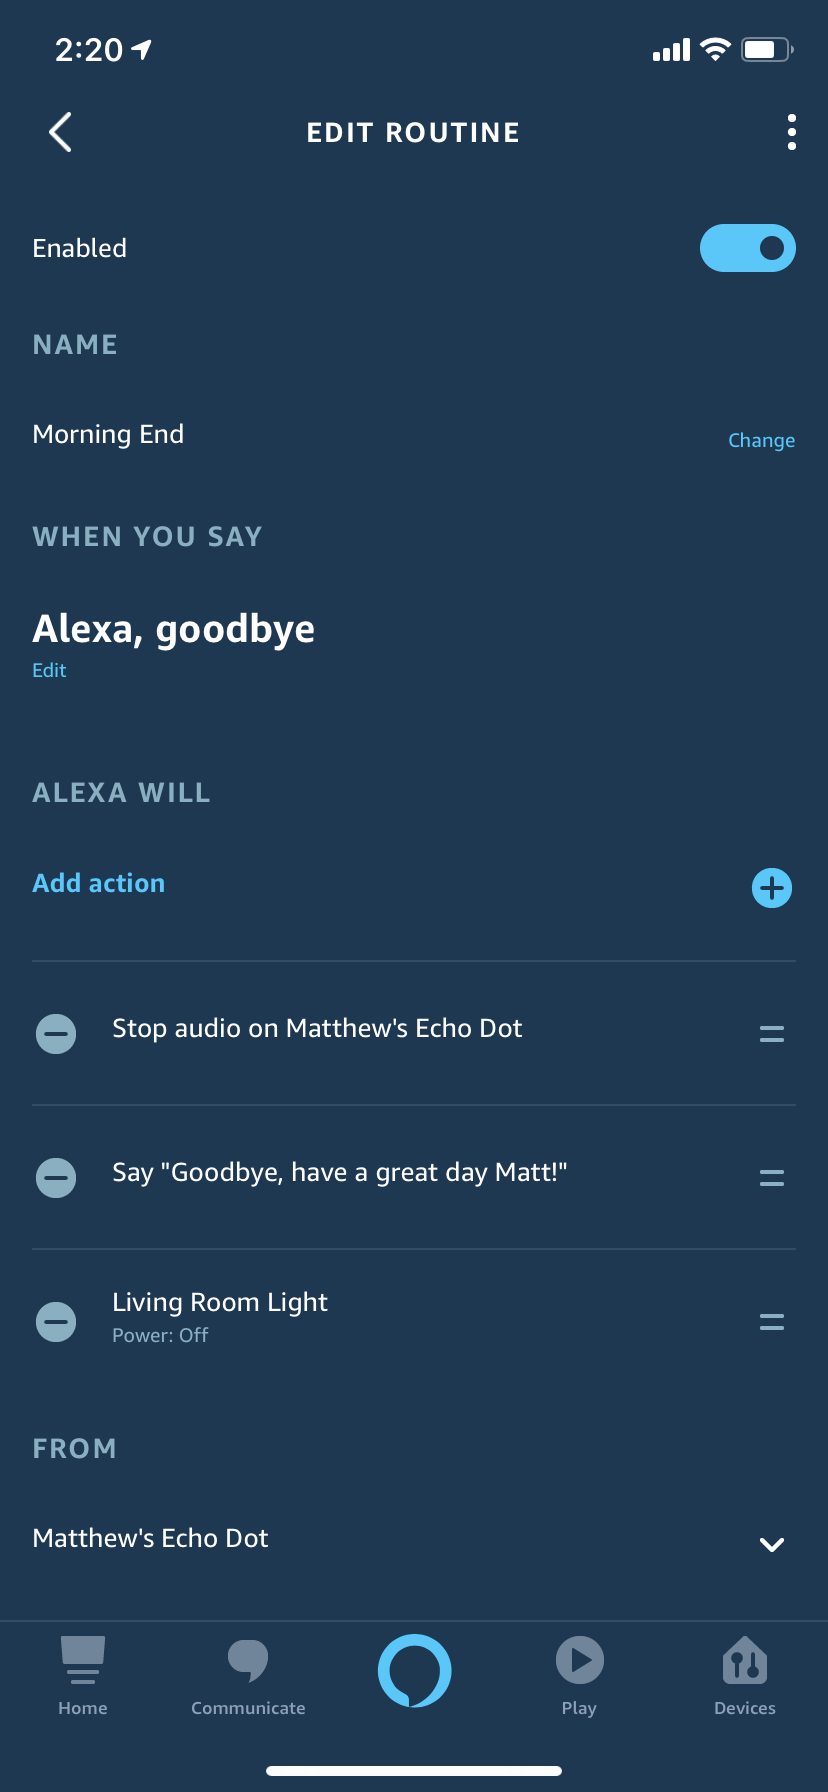 2:20
EDIT ROUTINE
Enabled
NAME
Morning End
Change
WHEN YOU SAY
Alexa, goodbye
Edit
ALEXA WILL
Add action
Stop audio on Matthew's Echo Dot
Say "Goodbye, have a great day Matt!"
Living Room Light
Power: Off
FROM
Matthew's Echo Dot
Home
Communicate
Play
Devices